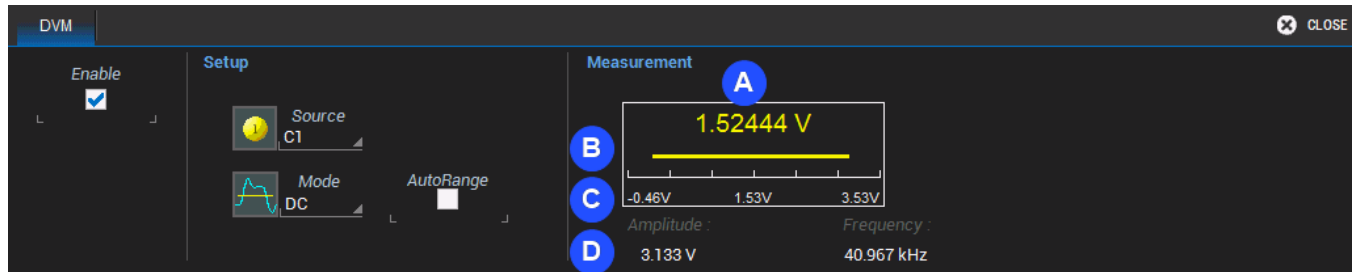 DVM
CLOSE
Enable
Setup
Source
1
C1
Mode
DC
AutoRange
Measurement
A
1.52444 V
B
C
-0.46V 1.53V 3.53V
Amplitude : Frequency :
D
3.133 V 40.967 kHz